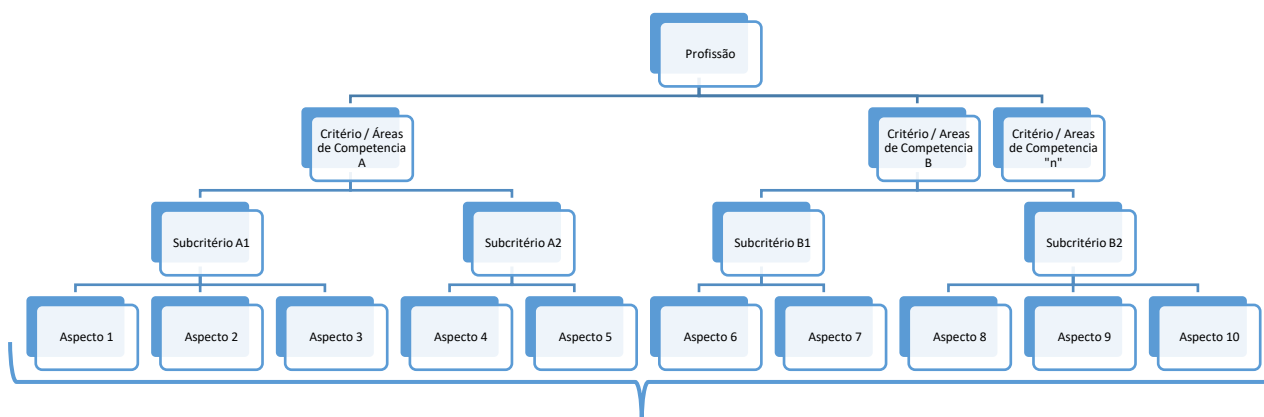 Profissão
Critério / Áreas
de Competencia
A
Critério / Areas
de Competencia
B
Critério / Areas
de Competencia
"n"
Subcritério A1
Subcritério A2
Subcritério B1
Subcritério B2
Aspecto 1
Aspecto 2
Aspecto 3
Aspecto 4
Aspecto 5
Aspecto 6
Aspecto 7
Aspecto 8
Aspecto 9
Aspecto 10